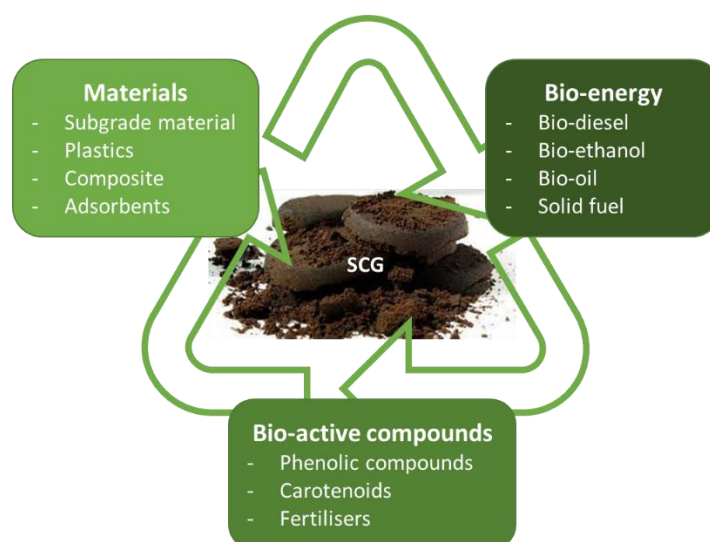 Materials
- Subgrade material
- Plastics
- Composite
- Adsorbents
Bio-energy
- Bio-diesel
- Bio-ethanol
- Bio-oil
- Solid fuel
SCG
Bio-active compounds
- Phenolic compounds
- Carotenoids
- Fertilisers